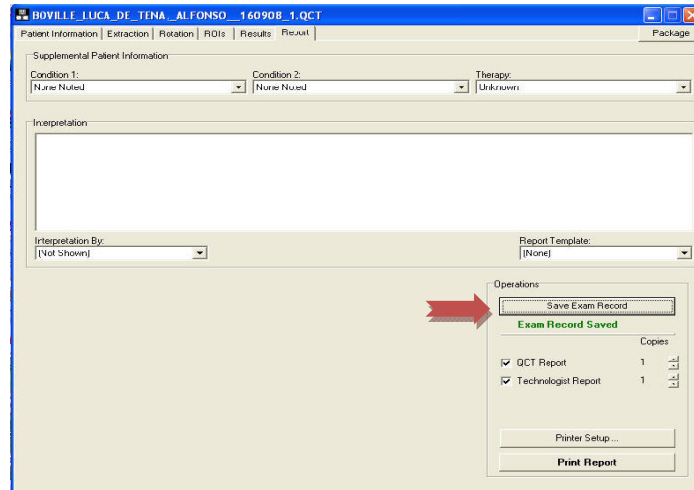 BOVILLE_LUCA_DE_TENA,_ALFONSO__160908_1.QCT
Patient Information Extraction Rotation ROIs Results Report Package
Supplemental Patient Information
Condition 1: Condition 2: Therapy:
None Noted None Noted Unknown
Interpretation
Interpretation By: Report Template:
(Not Shown) (None)
Operations
Save Exam Record
Exam Record Saved
Copies
QCT Report 1
Technologist Report 1
Printer Setup ...
Print Report